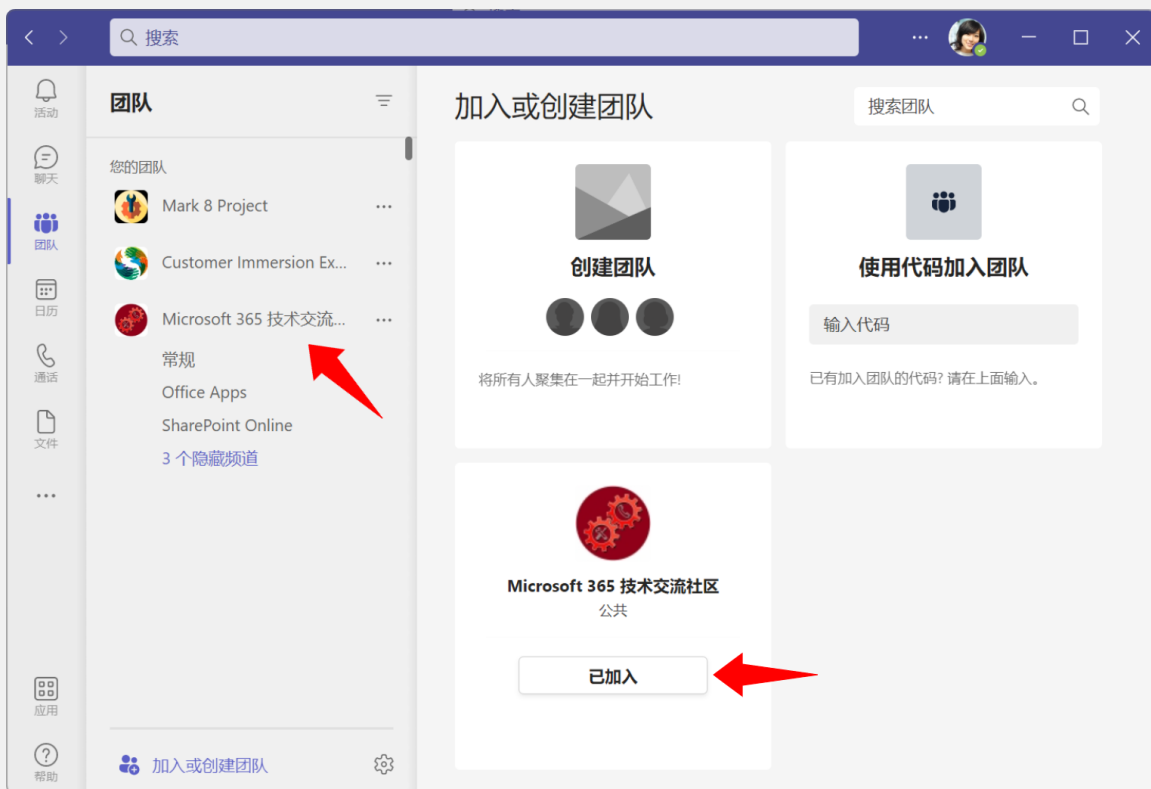 搜索
活动
聊天
团队
日历
通话
文件
应用
帮助
团队
您的团队
Mark 8 Project
Customer Immersion Ex...
Microsoft 365 技术交流...
常规
Office Apps
SharePoint Online
3 个隐藏频道
加入或创建团队
加入或创建团队
搜索团队
创建团队
将所有人聚集在一起并开始工作!
使用代码加入团队
输入代码
已有加入团队的代码? 请在上面输入。
Microsoft 365 技术交流社区
公共
已加入